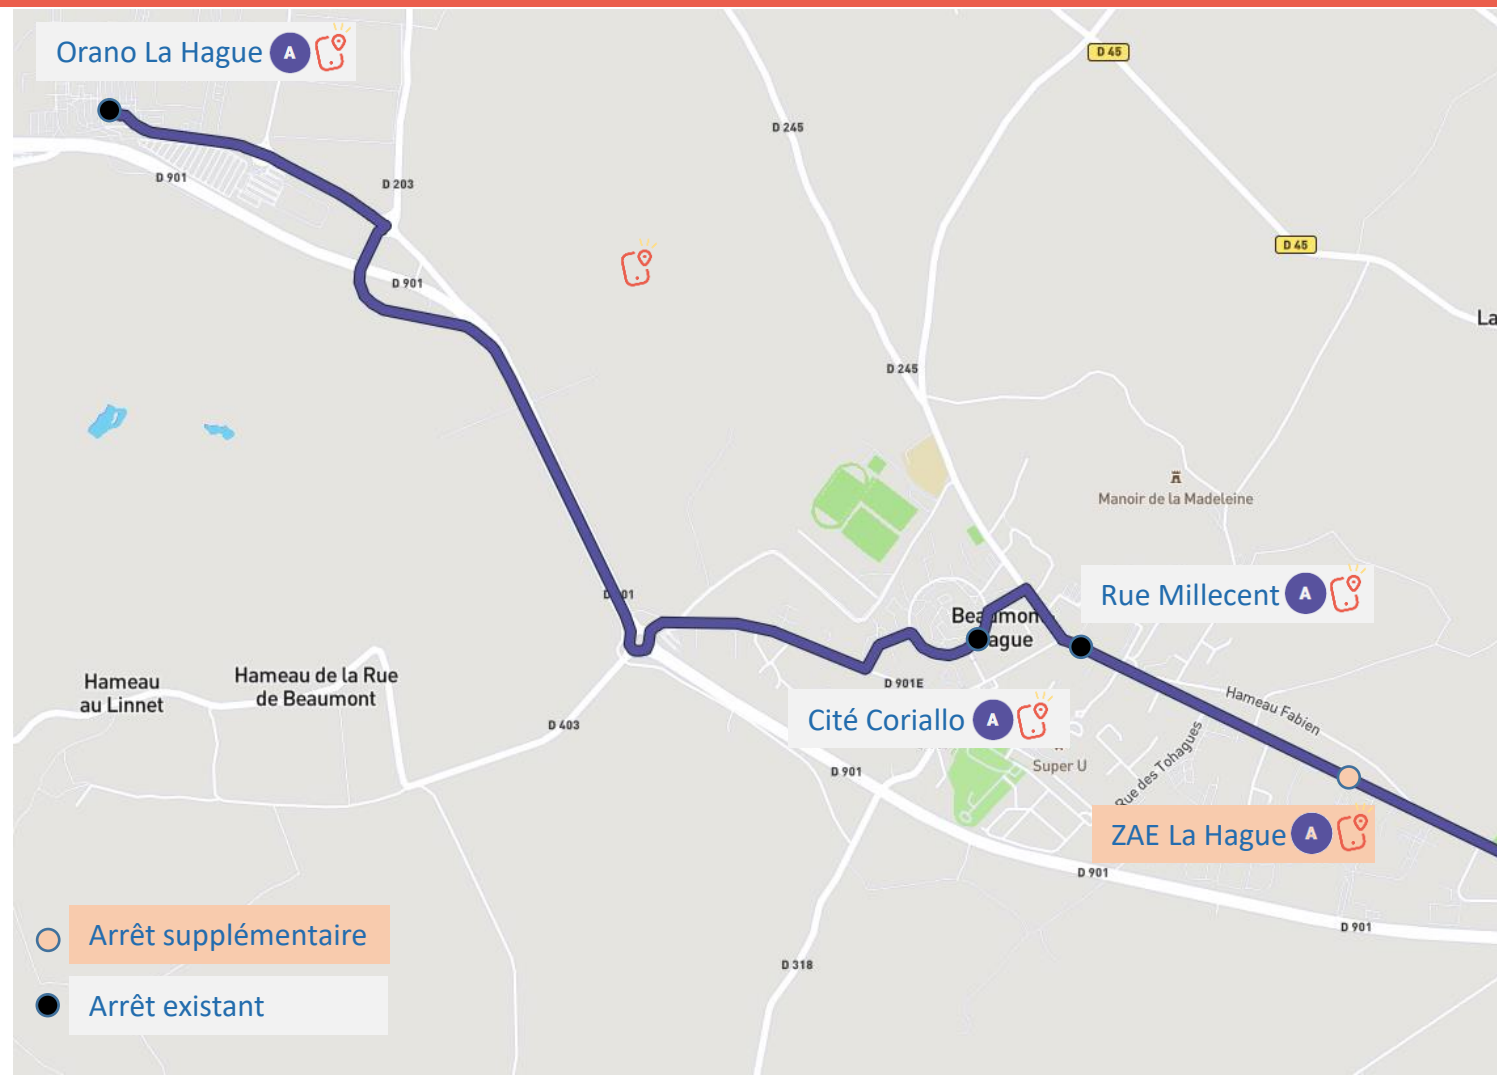 Orano La Hague A
D 45
D 245
D 901
D 203
D 45
D 901
La
D 245
Manoir de la Madeleine
Rue Millecent A
Beaumon
ague
Hameau
au Linnet
Hameau de la Rue
de Beaumont
D 901E
Hameau Fabien
Cité Coriallo A
D 403
Super U
Rue des Tohagues
D 901
ZAE La Hague A
D 901
D 901
Arrêt supplémentaire
D 318
Arrêt existant